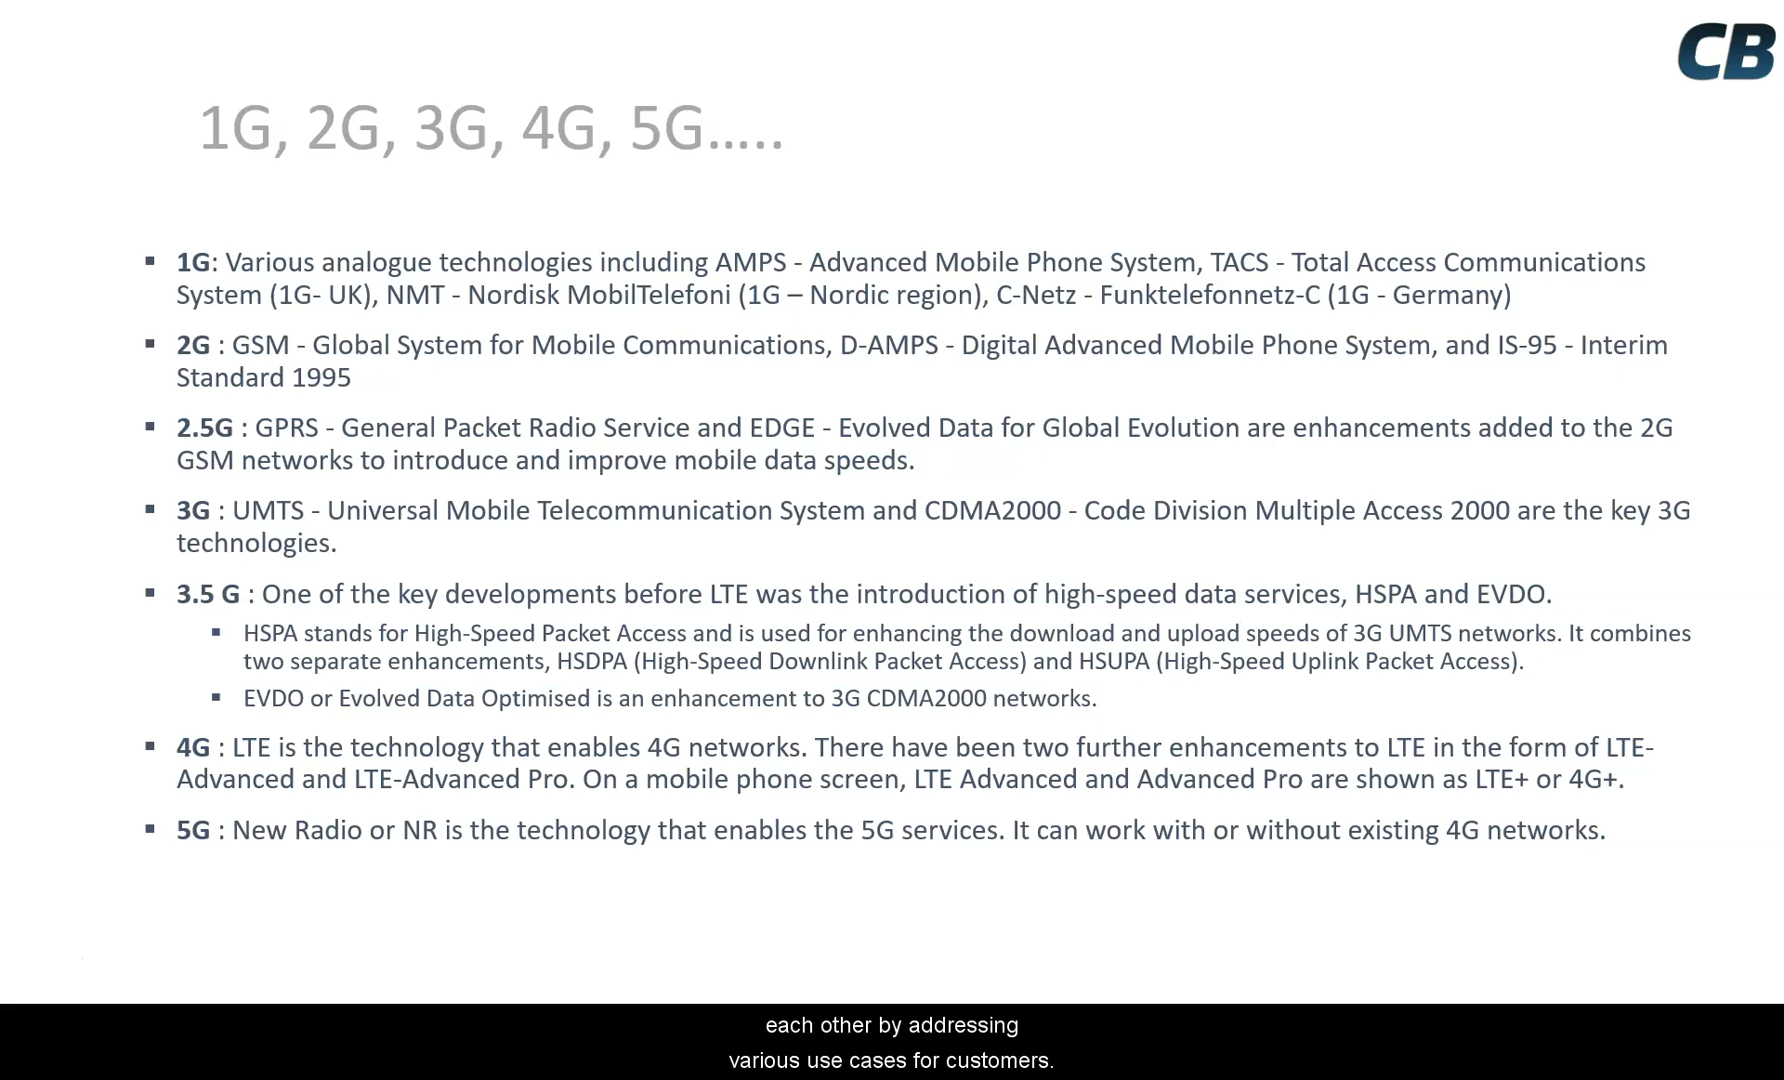 CB
1G, 2G, 3G, 4G, 5G.....
▪ 1G: Various analogue technologies including AMPS - Advanced Mobile Phone System, TACS - Total Access Communications
System (1G- UK), NMT - Nordisk MobilTelefoni (1G – Nordic region), C-Netz - Funktelefonnetz-C (1G - Germany)
▪ 2G : GSM - Global System for Mobile Communications, D-AMPS - Digital Advanced Mobile Phone System, and IS-95 - Interim
Standard 1995
▪ 2.5G : GPRS - General Packet Radio Service and EDGE - Evolved Data for Global Evolution are enhancements added to the 2G
GSM networks to introduce and improve mobile data speeds.
▪ 3G : UMTS - Universal Mobile Telecommunication System and CDMA2000 - Code Division Multiple Access 2000 are the key 3G
technologies.
▪ 3.5 G : One of the key developments before LTE was the introduction of high-speed data services, HSPA and EVDO.
▪ HSPA stands for High-Speed Packet Access and is used for enhancing the download and upload speeds of 3G UMTS networks. It combines
two separate enhancements, HSDPA (High-Speed Downlink Packet Access) and HSUPA (High-Speed Uplink Packet Access).
▪ EVDO or Evolved Data Optimised is an enhancement to 3G CDMA2000 networks.
▪ 4G : LTE is the technology that enables 4G networks. There have been two further enhancements to LTE in the form of LTE-
Advanced and LTE-Advanced Pro. On a mobile phone screen, LTE Advanced and Advanced Pro are shown as LTE+ or 4G+.
▪ 5G : New Radio or NR is the technology that enables the 5G services. It can work with or without existing 4G networks.
each other by addressing
various use cases for customers.